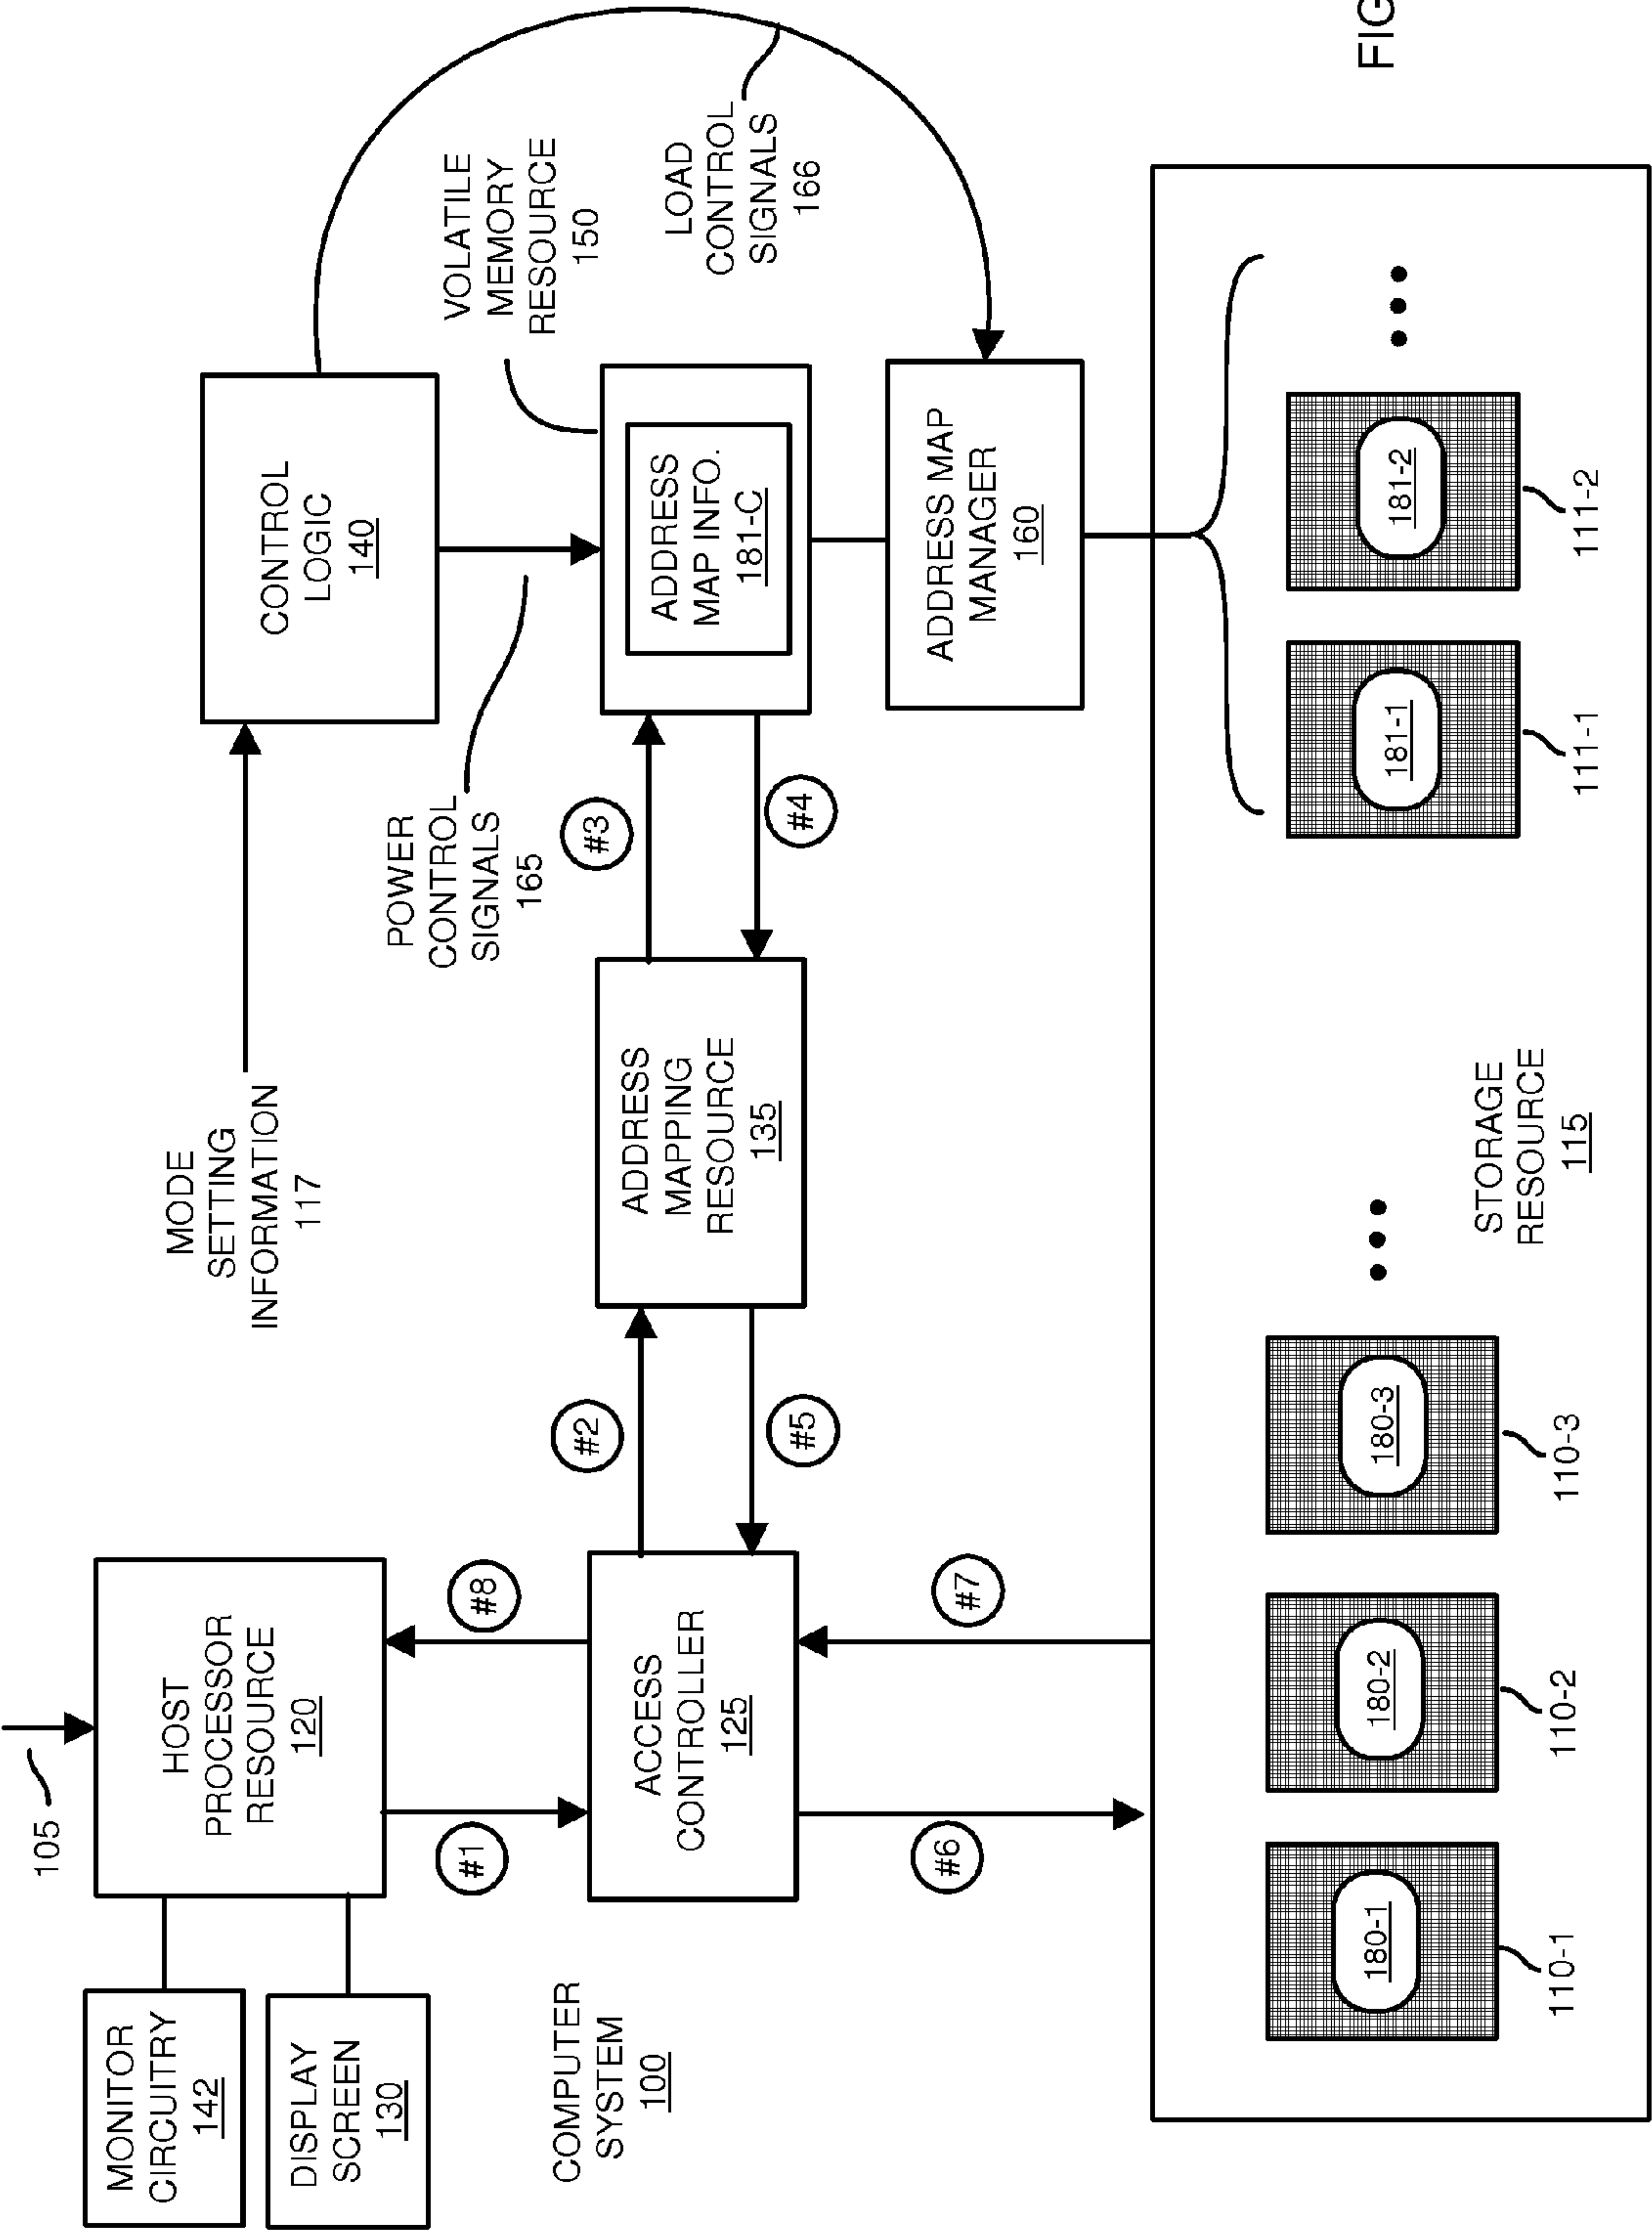 105
MONITOR
CIRCUITRY
142
DISPLAY
SCREEN
130
HOST
PROCESSOR
RESOURCE
120
MODE
SETTING
INFORMATION
117
CONTROL
LOGIC
140
#1
#8
POWER
CONTROL
SIGNALS
165
VOLATILE
MEMORY
RESOURCE
150
COMPUTER
SYSTEM
100
ACCESS
CONTROLLER
125
#2
#5
ADDRESS
MAPPING
RESOURCE
135
#3
#4
ADDRESS
MAP INFO.
181-C
LOAD
CONTROL
SIGNALS
166
#6
#7
ADDRESS MAP
MANAGER
160
180-1
110-1
180-2
110-2
180-3
110-3
STORAGE
RESOURCE
115
181-1
111-1
181-2
111-2
FIG